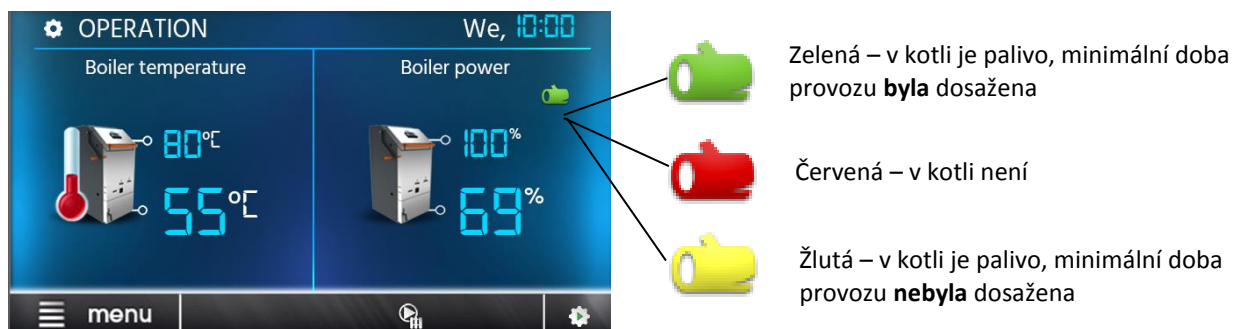 OPERATION We, 10:00
Boiler temperature Boiler power
80°C 100%
55°C 69%
menu
Zelená – v kotli je palivo, minimální doba
provozu byla dosažena
Červená – v kotli není
Žlutá – v kotli je palivo, minimální doba
provozu nebyla dosažena